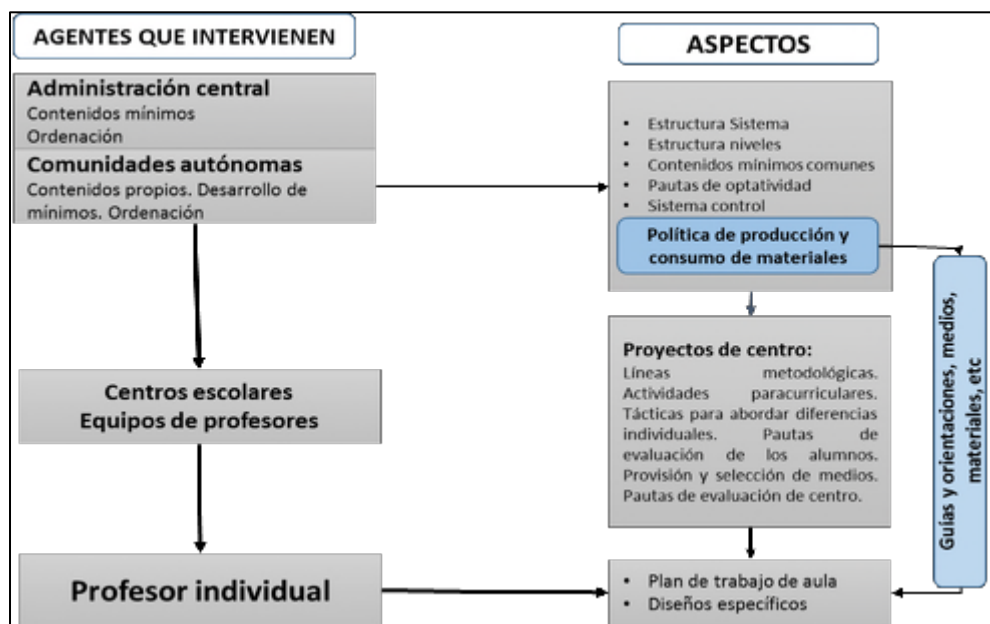 AGENTES QUE INTERVIENEN
Administración central
Contenidos mínimos
Ordenación
Comunidades autónomas
Contenidos propios. Desarrollo de
mínimos. Ordenación
Centros escolares
Equipos de profesores
Profesor individual
ASPECTOS
• Estructura Sistema
• Estructura niveles
• Contenidos mínimos comunes
• Pautas de optatividad
• Sistema control
Política de producción y
consumo de materiales
Proyectos de centro:
Líneas metodológicas.
Actividades paracurriculares.
Tácticas para abordar diferencias
individuales. Pautas de
evaluación de los alumnos.
Provisión y selección de medios.
Pautas de evaluación de centro.
• Plan de trabajo de aula
• Diseños específicos
Guías y orientaciones, medios,
materiales, etc